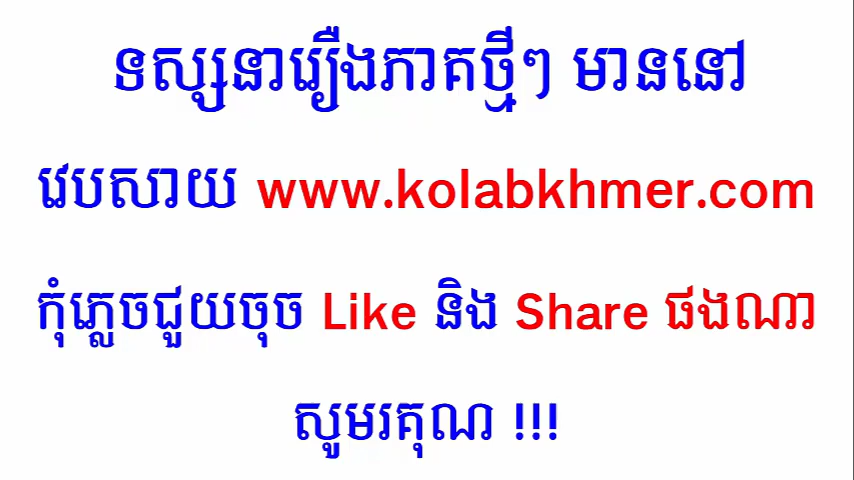 ទស្សនារឿងភាគថ្មីៗ មាននៅ
វេបសាយ www.kolabkhmer.com
កុំភ្លេចជួយចុច Like និង Share ផងណា
សូមរគុណ !!!